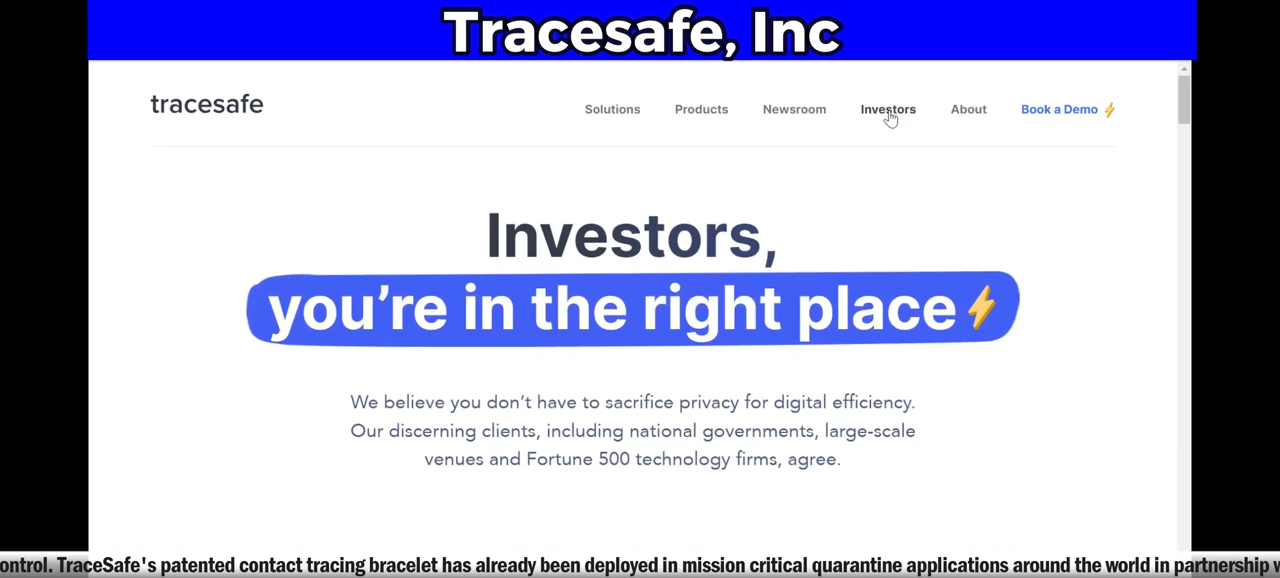 Tracesafe, Inc
tracesafe
Solutions Products Newsroom Investors About Book a Demo
Investors,
you’re in the right place
We believe you don’t have to sacrifice privacy for digital efficiency.
Our discerning clients, including national governments, large-scale
venues and Fortune 500 technology firms, agree.
ontrol. TraceSafe's patented contact tracing bracelet has already been deployed in mission critical quarantine applications around the world in partnership